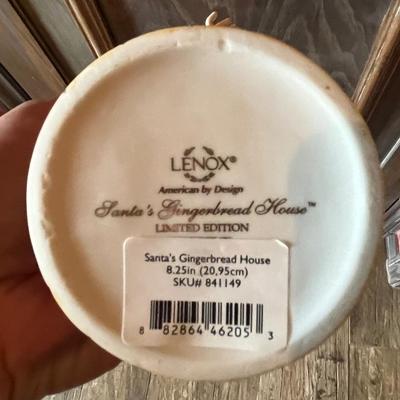 LENOX®
American by Design
Santa's Gingerbread House™
LIMITED EDITION
Santa's Gingerbread House
8.25in (20,95cm)
SKU# 841149
8 82864 46205 3